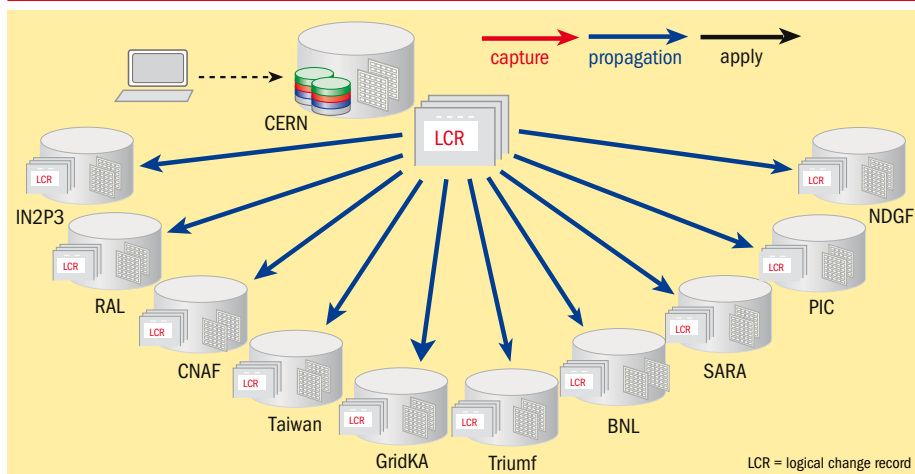 capture
propagation
apply
CERN
LCR
LCR
IN2P3
LCR
NDGF
LCR
RAL
LCR
PIC
LCR
CNAF
LCR
SARA
LCR
Taiwan
LCR
BNL
LCR
GridKA
LCR
Triumf
LCR = logical change record